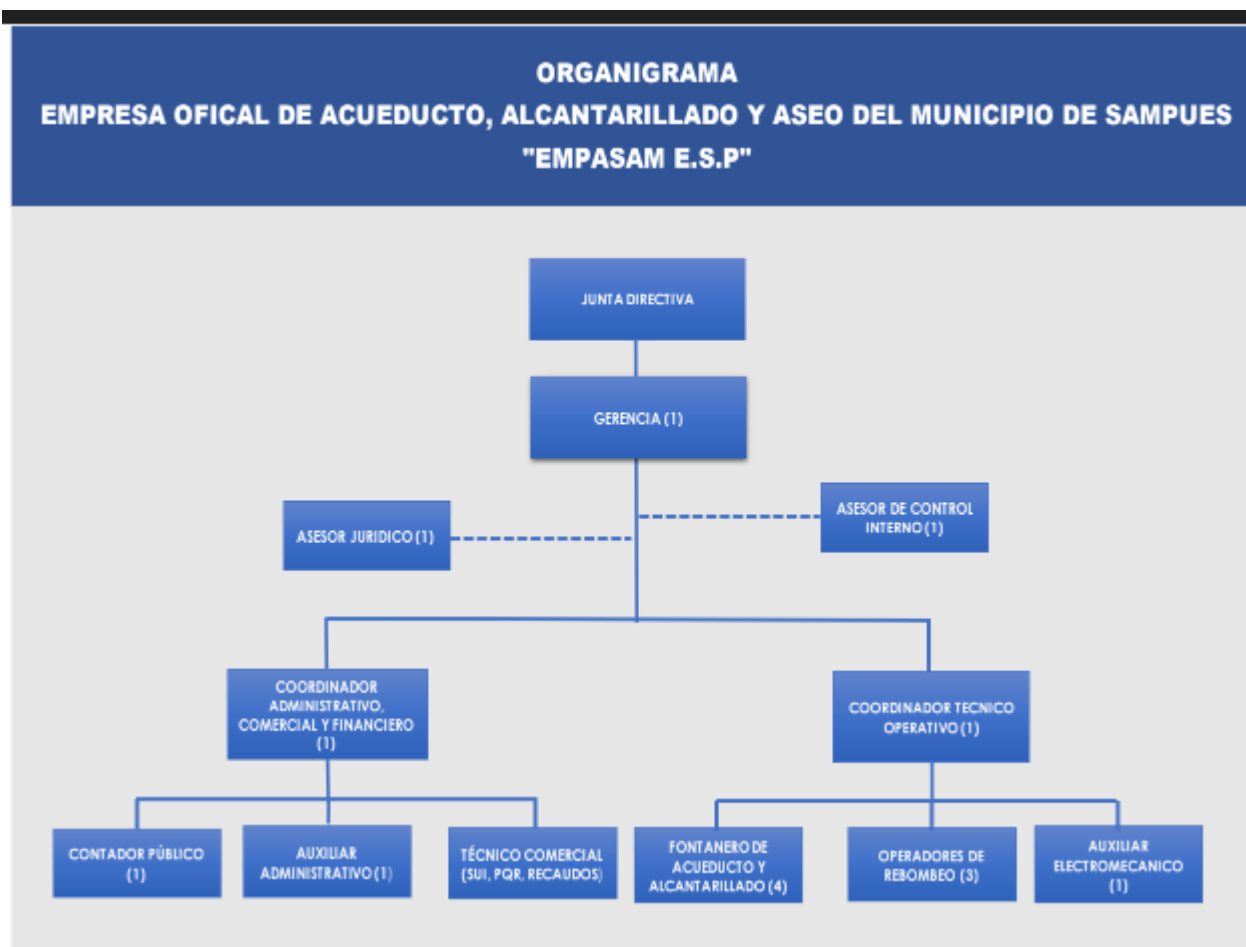 ORGANIGRAMA
EMPRESA OFICAL DE ACUEDUCTO, ALCANTARILLADO Y ASEO DEL MUNICIPIO DE SAMPUES
"EMPASAM E.S.P"
JUNTA DIRECTIVA
GERENCIA (1)
ASESOR JURIDICO (1)
ASESOR DE CONTROL
INTERNO (1)
COORDINADOR
ADMINISTRATIVO,
COMERCIAL Y FINANCIERO
(1)
COORDINADOR TECNICO
OPERATIVO (1)
CONTADOR PÚBLICO
(1)
AUXILIAR
ADMINISTRATIVO (1)
TÉCNICO COMERCIAL
(SUI, PQR, RECAUDOS)
FONTANERO DE
ACUEDUCTO Y
ALCANTARILLADO (4)
OPERADORES DE
REBOMBEO (3)
AUXILIAR
ELECTROMECANICO
(1)